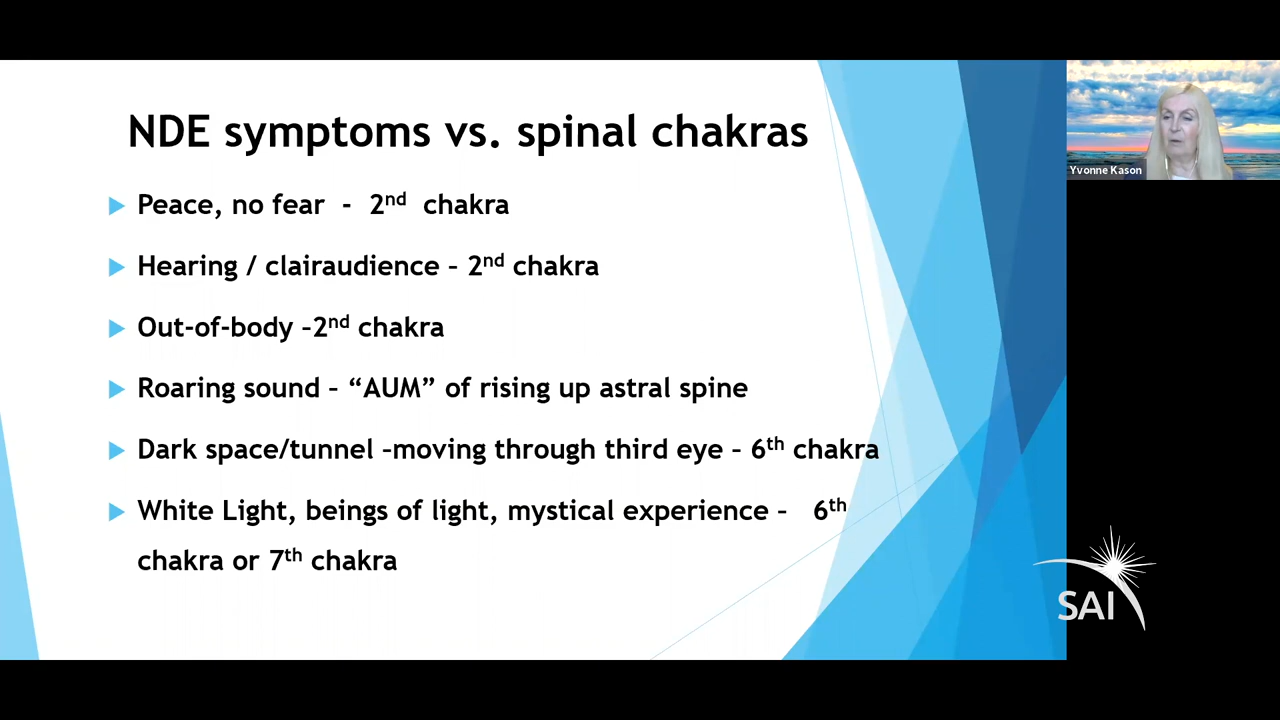 NDE symptoms vs. spinal chakras
Peace, no fear - 2nd chakra
Hearing / clairaudience – 2nd chakra
Out-of-body –2nd chakra
Roaring sound – “AUM” of rising up astral spine
Dark space/tunnel –moving through third eye – 6th chakra
White Light, beings of light, mystical experience – 6th
chakra or 7th chakra
Yvonne Kason
SAI